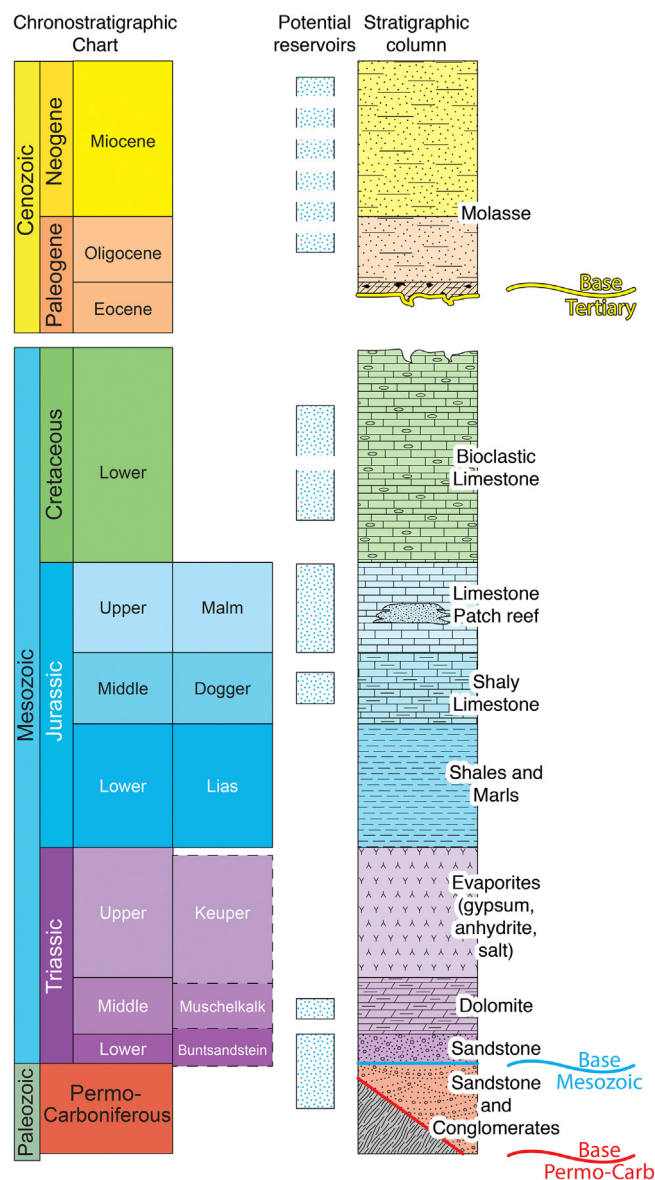 Chronostratigraphic
Chart
Potential
reservoirs
Stratigraphic
column
Cenozoic
Neogene
Miocene
Paleogene
Oligocene
Eocene
Molasse
Base
Tertiary
Mesozoic
Cretaceous
Lower
Bioclastic
Limestone
Jurassic
Upper
Malm
Limestone
Patch reef
Middle
Dogger
Shaly
Limestone
Lower
Lias
Shales and
Marls
Triassic
Upper
Keuper
Evaporites
(gypsum,
anhydrite,
salt)
Middle
Muschelkalk
Dolomite
Lower
Buntsandstein
Sandstone
Base
Mesozoic
Paleozoic
Permo-
Carboniferous
Sandstone
and
Conglomerates
Base
Permo-Carb